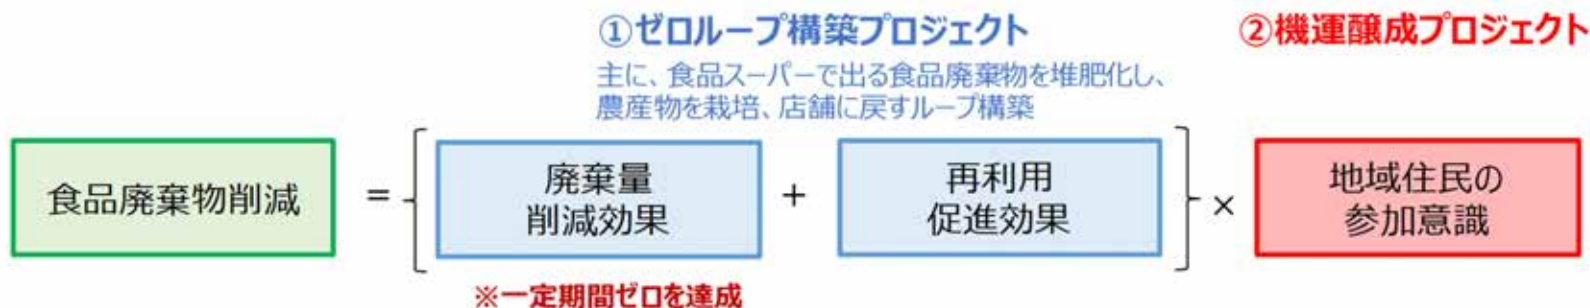 ①ゼロループ構築プロジェクト
主に、食品スーパーで出る食品廃棄物を堆肥化し、
農産物を栽培、店舗に戻すループ構築
②機運醸成プロジェクト
食品廃棄物削減
=
廃棄量
削減効果
+
再利用
促進効果
×
地域住民の
参加意識
※一定期間ゼロを達成